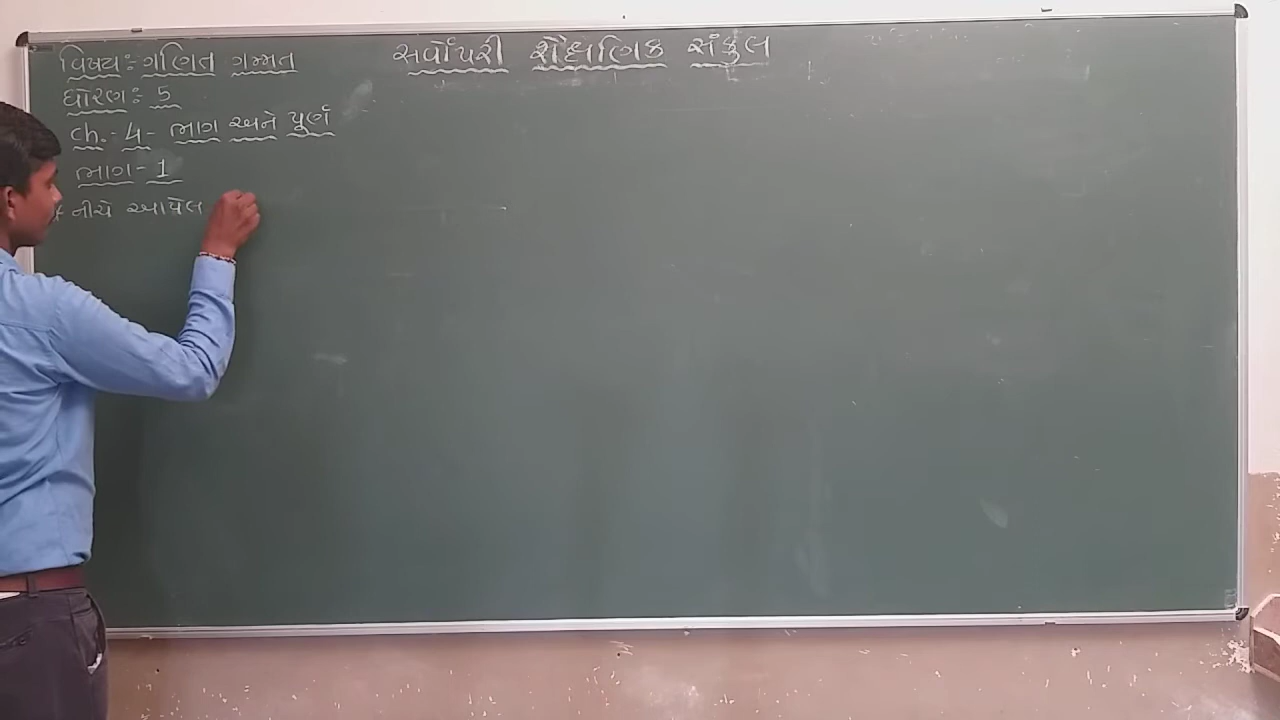 સર્વોપરી શૈક્ષણિક સંકુલ
વિષય:- ગણિત ગમ્મત
ધોરણ:- 5
ch.- 4- ભાગ અને પૂર્ણ
ભાગ- 1
* નીચે આપેલ